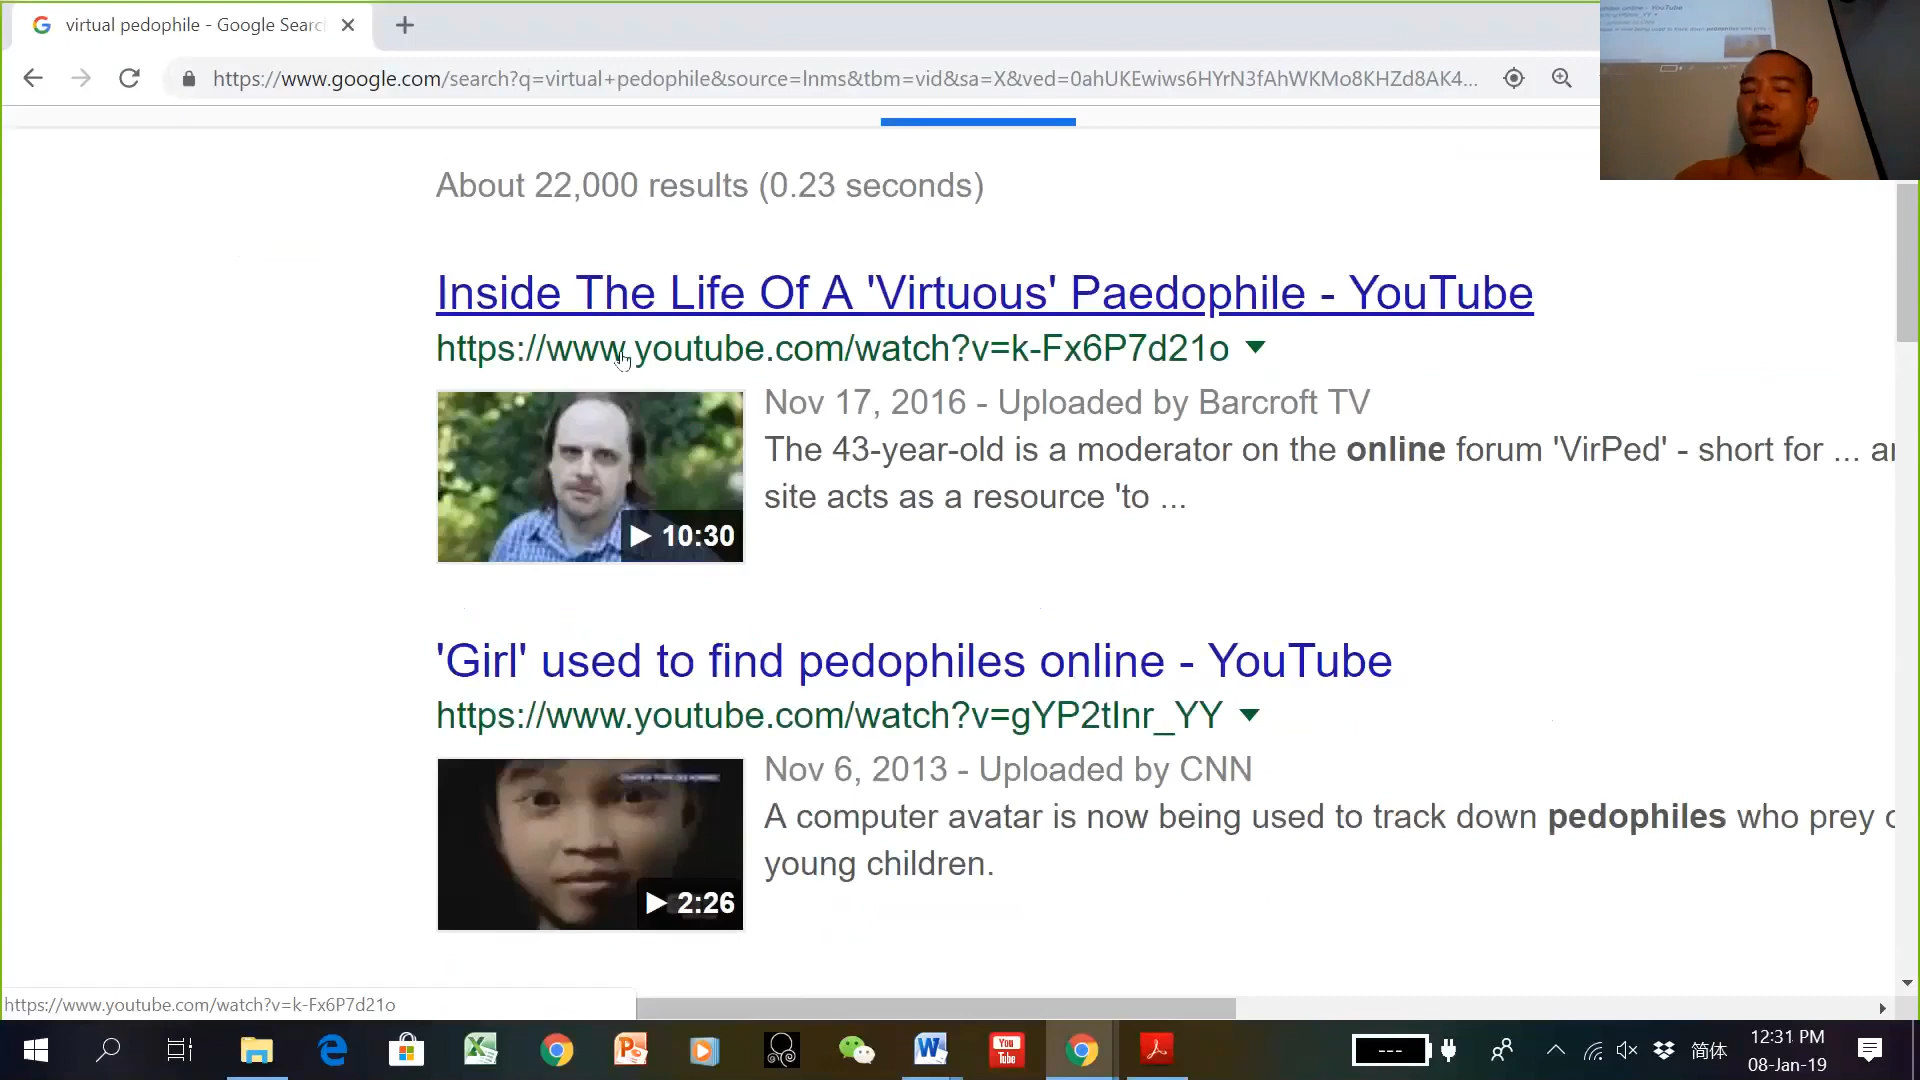 virtual pedophile - Google Searc
https://www.google.com/search?q=virtual+pedophile&source=lnms&tbm=vid&sa=X&ved=0ahUKEwiws6HYrN3fAhWKMo8KHZd8AK4...
About 22,000 results (0.23 seconds)
Inside The Life Of A 'Virtuous' Paedophile - YouTube
https://www.youtube.com/watch?v=k-Fx6P7d21o
Nov 17, 2016 - Uploaded by Barcroft TV
The 43-year-old is a moderator on the online forum 'VirPed' - short for ... ar
site acts as a resource 'to ...
10:30
'Girl' used to find pedophiles online - YouTube
https://www.youtube.com/watch?v=gYP2tInr_YY
Nov 6, 2013 - Uploaded by CNN
A computer avatar is now being used to track down pedophiles who prey o
young children.
2:26
https://www.youtube.com/watch?v=k-Fx6P7d21o
You
Tube
简体
12:31 PM
08-Jan-19